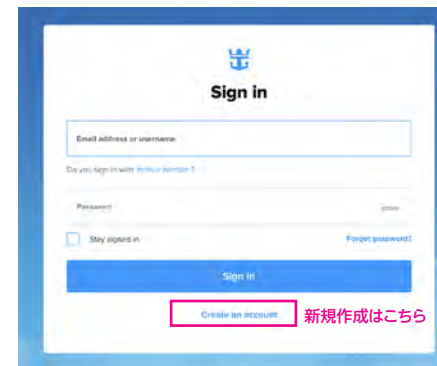 Sign in
Email address or username
Do you sign in with
Password
show
Stay signed in
Forgot password?
Sign in
Create an account
新規作成はこちら